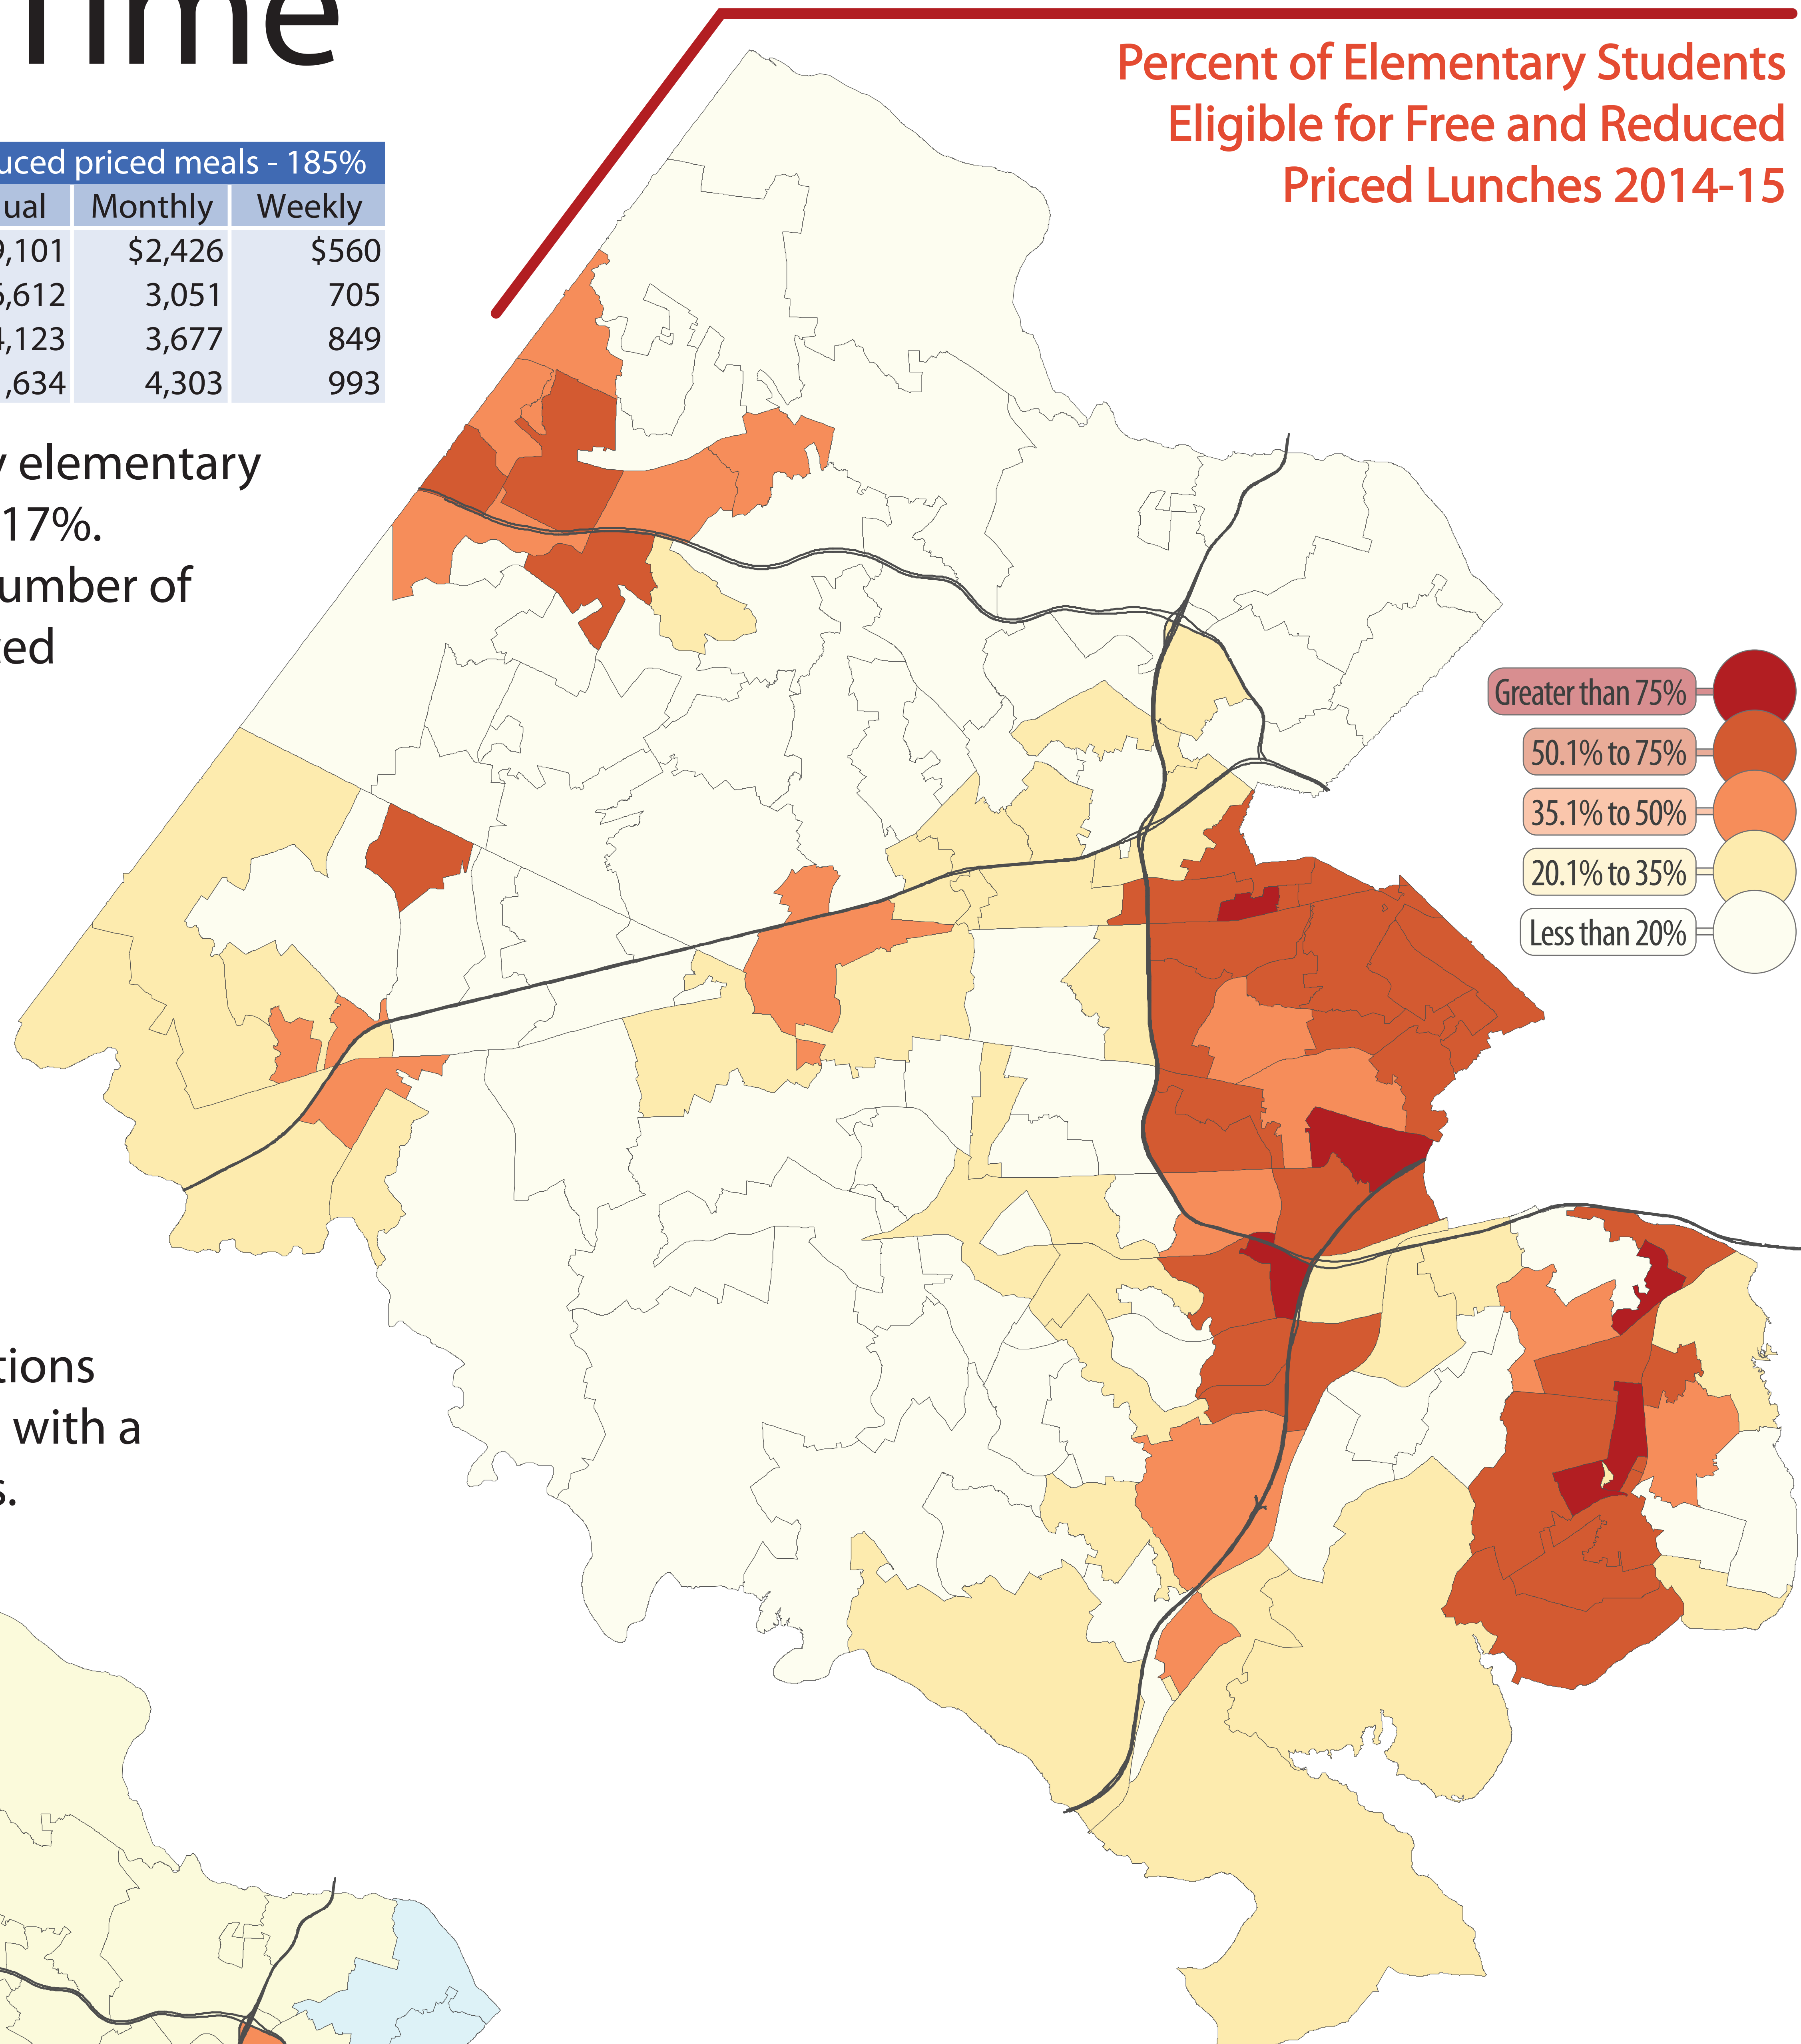 Time
Percent of Elementary Students
Eligible for Free and Reduced
Priced Lunches 2014-15
uced priced meals - 185%
ual Monthly Weekly
,101 $2,426 $560
,612 3,051 705
,123 3,677 849
,634 4,303 993
elementary
17%.
umber of
ted
Greater than 75%
50.1% to 75%
35.1% to 50%
20.1% to 35%
Less than 20%
tions
with a
s.